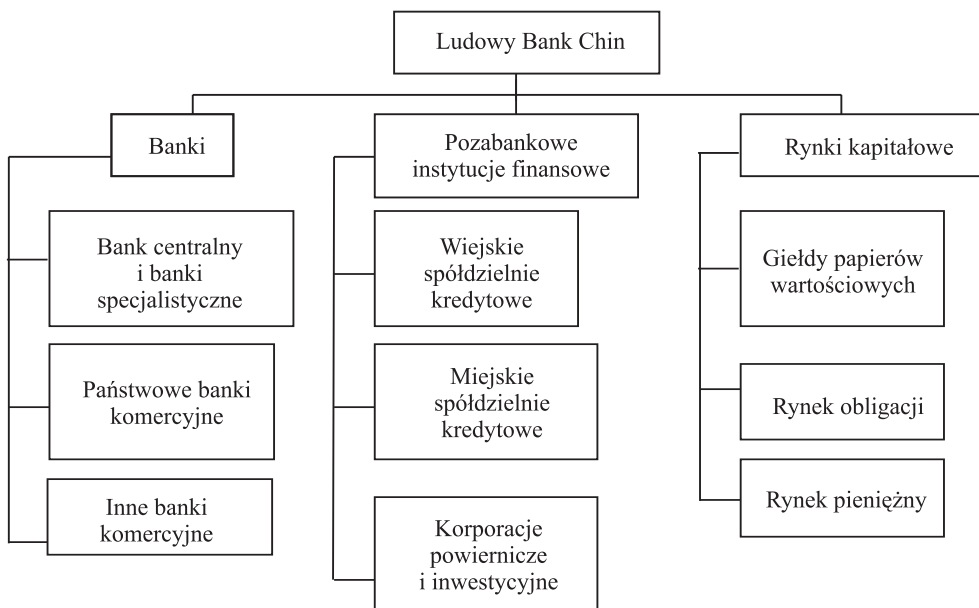 Ludowy Bank Chin
Banki
Bank centralny
i banki
specjalistyczne
Państwowe banki
komercyjne
Inne banki
komercyjne
Pozabankowe
instytucje finansowe
Wiejskie
spółdzielnie
kredytowe
Miejskie
spółdzielnie
kredytowe
Korporacje
powiernicze
i inwestycyjne
Rynki kapitałowe
Giełdy papierów
wartościowych
Rynek obligacji
Rynek pieniężny